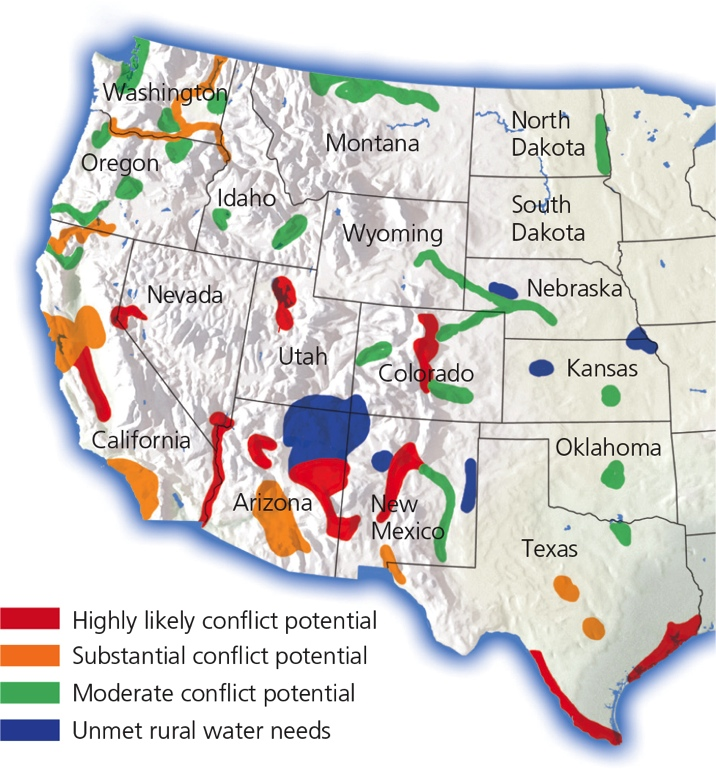 Washington
Oregon
Idaho
Montana
North
Dakota
South
Dakota
Wyoming
Nebraska
Nevada
Utah
Colorado
Kansas
California
Arizona
New
Mexico
Oklahoma
Texas
Highly likely conflict potential
Substantial conflict potential
Moderate conflict potential
Unmet rural water needs